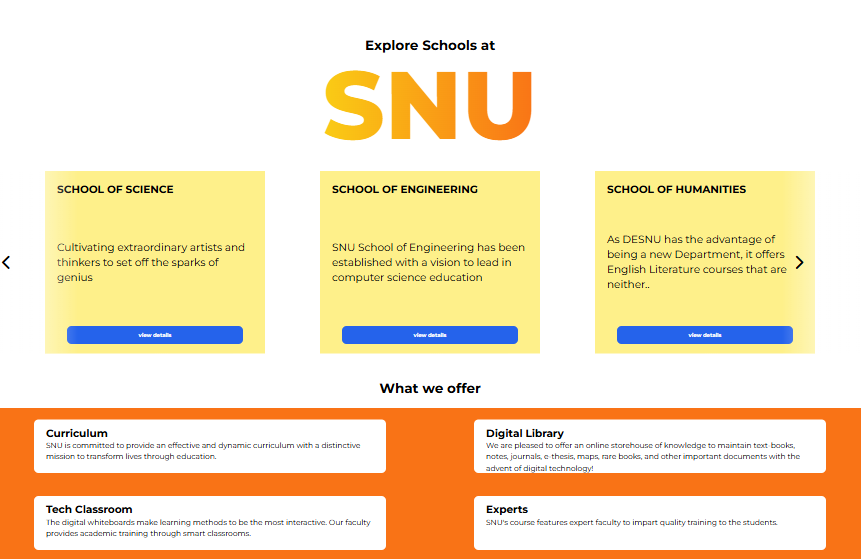 Explore Schools at
SNU
SCHOOL OF SCIENCE
Cultivating extraordinary artists and
thinkers to set off the sparks of
genius
view details
SCHOOL OF ENGINEERING
SNU School of Engineering has been
established with a vision to lead in
computer science education
view details
SCHOOL OF HUMANITIES
As DESNU has the advantage of
being a new Department, it offers
English Literature courses that are
neither..
view details
What we offer
Curriculum
SNU is committed to provide an effective and dynamic curriculum with a distinctive
mission to transform lives through education.
Digital Library
We are pleased to offer an online storehouse of knowledge to maintain text-books,
notes, journals, e-thesis, maps, rare books, and other important documents with the
advent of digital technology!
Tech Classroom
The digital whiteboards make learning methods to be the most interactive. Our faculty
provides academic training through smart classrooms.
Experts
SNU's course features expert faculty to impart quality training to the students.